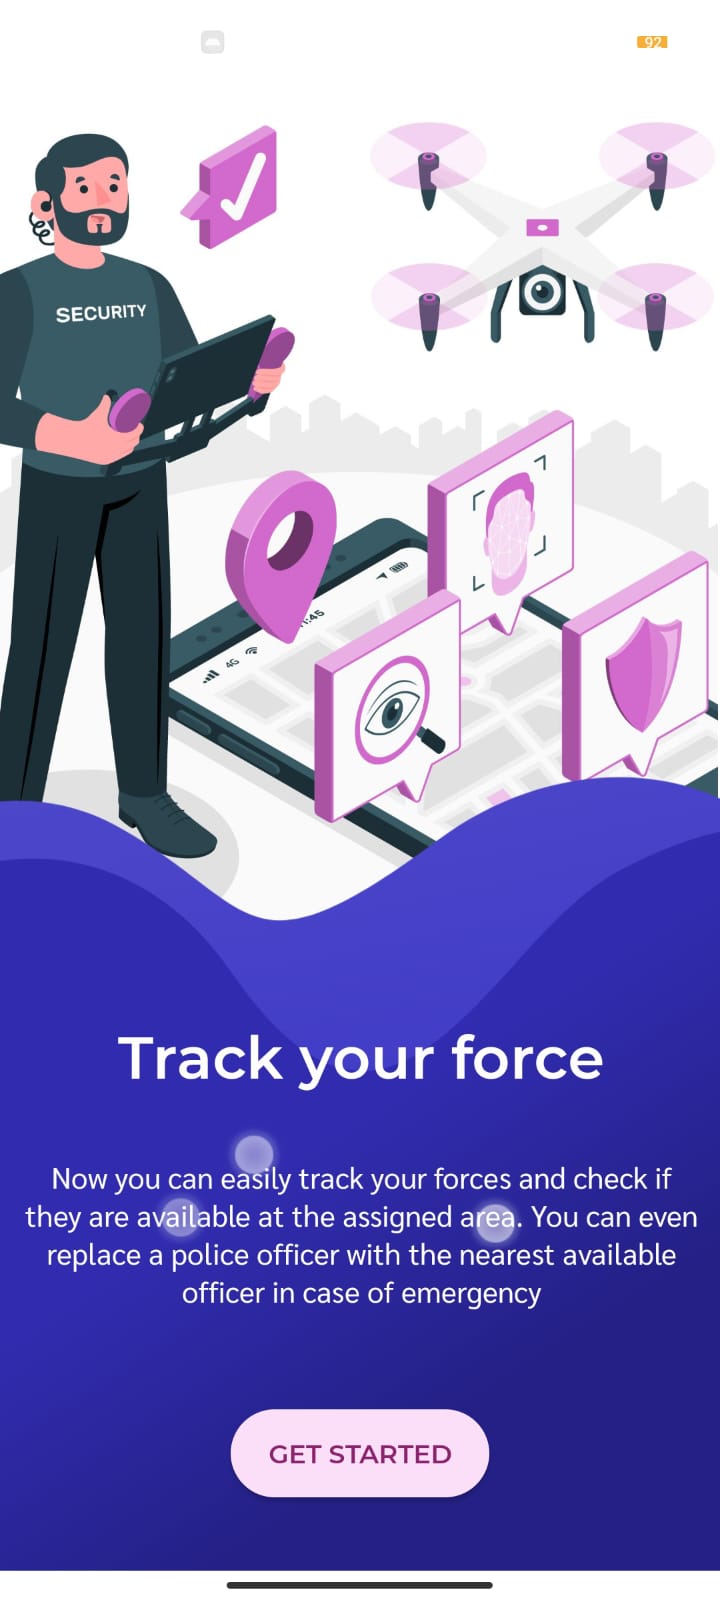 92
SECURITY
4G
Track your force
Now you can easily track your forces and check if
they are available at the assigned area. You can even
replace a police officer with the nearest available
officer in case of emergency
GET STARTED